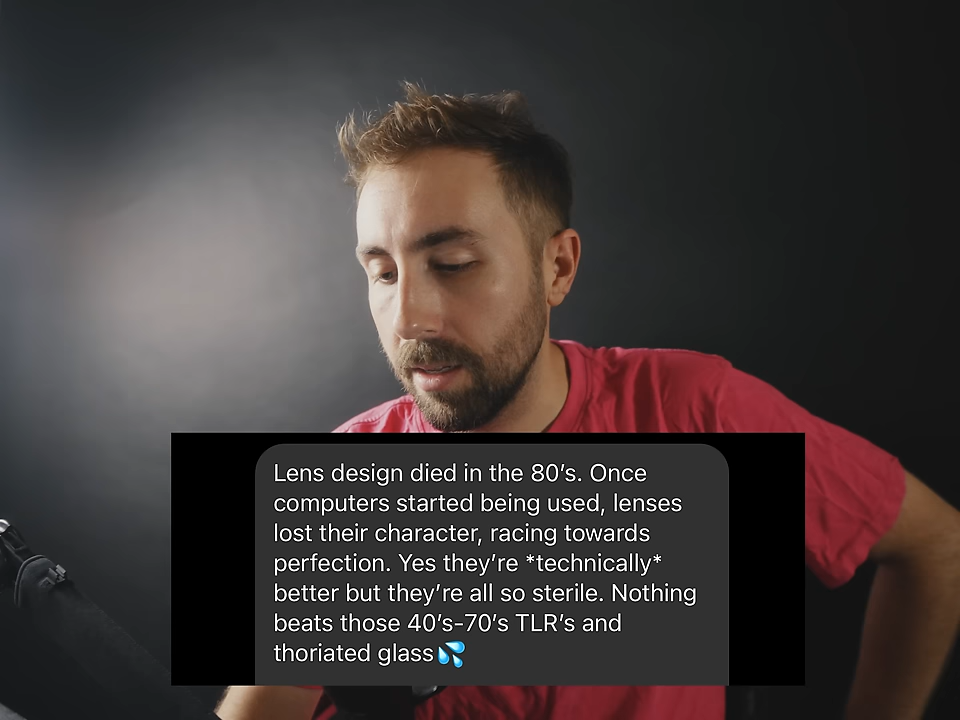 Lens design died in the 80's. Once
computers started being used, lenses
lost their character, racing towards
perfection. Yes they're *technically*
better but they're all so sterile. Nothing
beats those 40's-70's TLR's and
thoriated glass💦